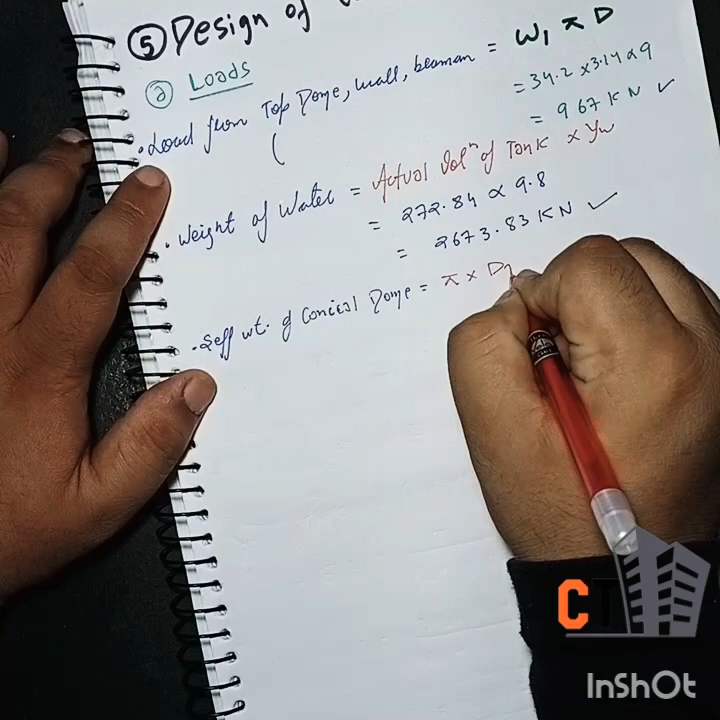 ⑤ Design of
ⓐ Loads
• Load from Top Dome, wall, beam = W₁ π D
= 34.2 × 3.14 × 9
= 967 KN ✓
(
• Weight of Water = Actual Volⁿ of Tank × γw
= 272.84 × 9.8
= 2673.83 KN ✓
• Self wt. of Conical Dome = π × D
CT
InShOt